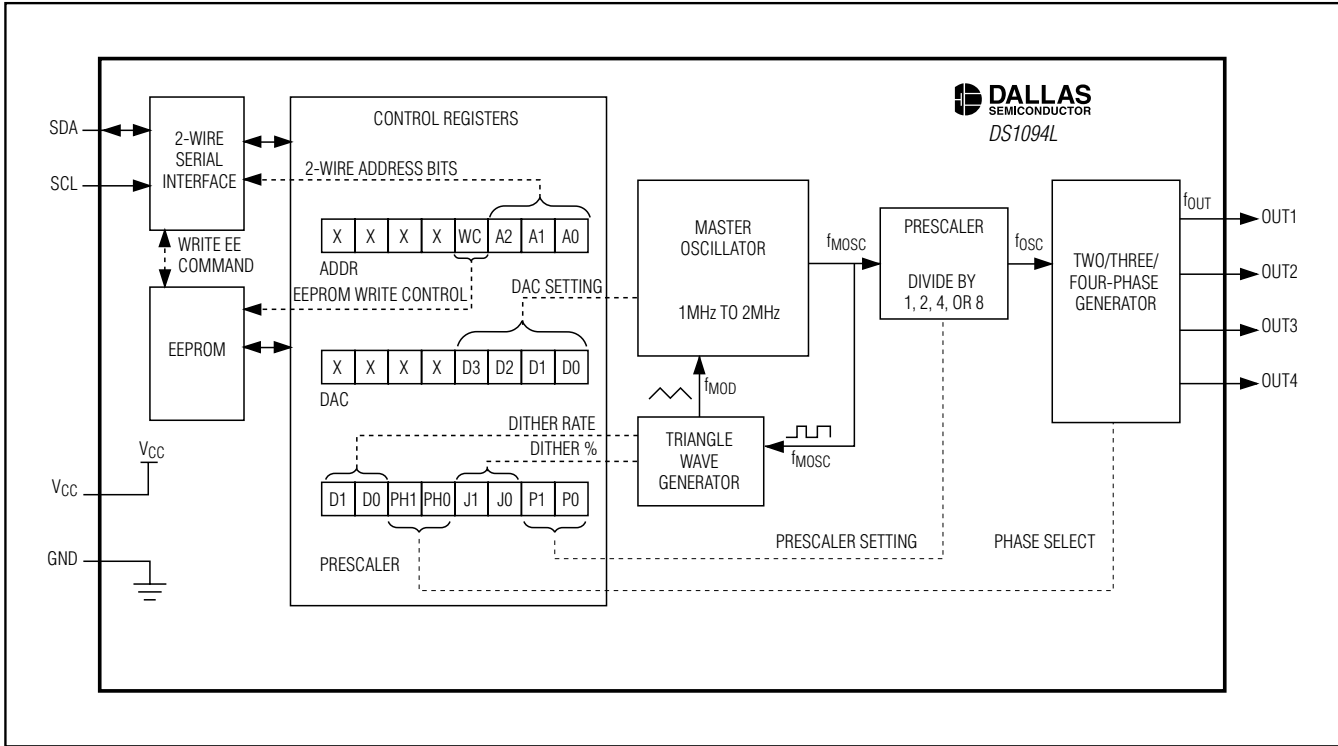 DALLAS
SEMICONDUCTOR
DS1094L
SDA
SCL
2-WIRE
SERIAL
INTERFACE
WRITE EE
COMMAND
EEPROM
VCC
VCC
GND
CONTROL REGISTERS
2-WIRE ADDRESS BITS
X X X X WC A2 A1 A0
ADDR
EEPROM WRITE CONTROL
DAC SETTING
X X X X D3 D2 D1 D0
DAC
DITHER RATE
DITHER %
D1 D0 PH1 PH0 J1 J0 P1 P0
PRESCALER
PRESCALER SETTING
PHASE SELECT
MASTER
OSCILLATOR
1MHz TO 2MHz
fMOD
TRIANGLE
WAVE
GENERATOR
fMOSC
fMOSC
PRESCALER
DIVIDE BY
1, 2, 4, OR 8
fOSC
TWO/THREE/
FOUR-PHASE
GENERATOR
fOUT
OUT1
OUT2
OUT3
OUT4